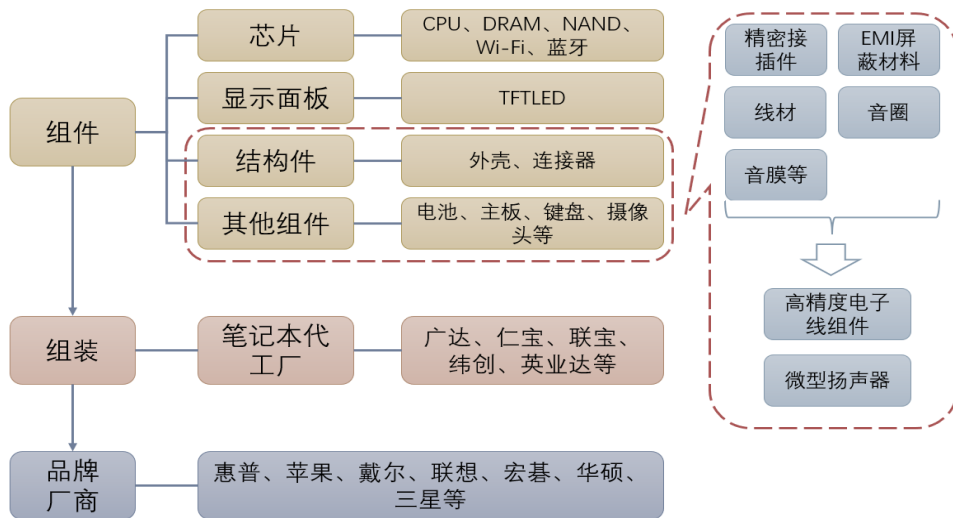 组件
芯片
CPU、DRAM、NAND、
Wi-Fi、蓝牙
显示面板
TFTLED
结构件
外壳、连接器
其他组件
电池、主板、键盘、摄像
头等
精密接
插件
EMI屏
蔽材料
线材
音圈
音膜等
高精度电子
线组件
微型扬声器
组装
笔记本代
工厂
广达、仁宝、联宝、
纬创、英业达等
品牌
厂商
惠普、苹果、戴尔、联想、宏碁、华硕、
三星等